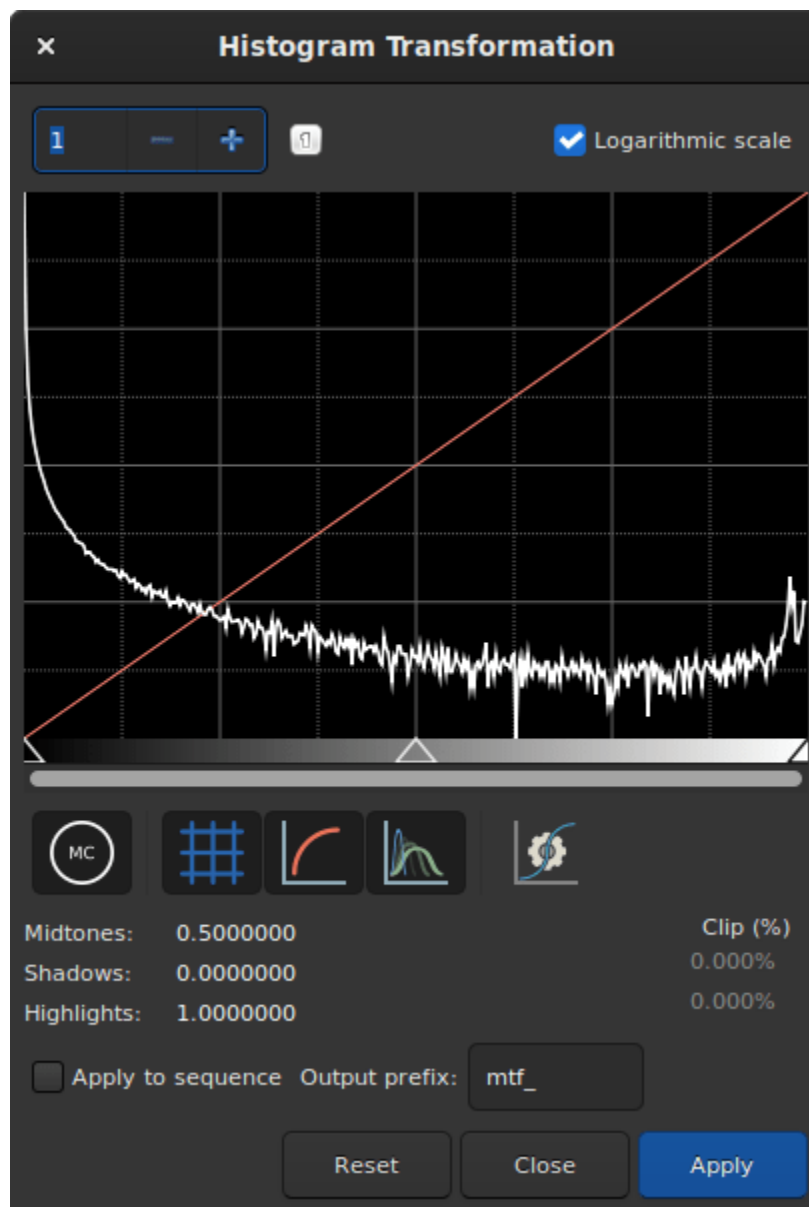 ×
Histogram Transformation
1 − + 1 Logarithmic scale
MC
Midtones: 0.5000000 Clip (%)
Shadows: 0.0000000 0.000%
Highlights: 1.0000000 0.000%
Apply to sequence Output prefix: mtf_
Reset Close Apply